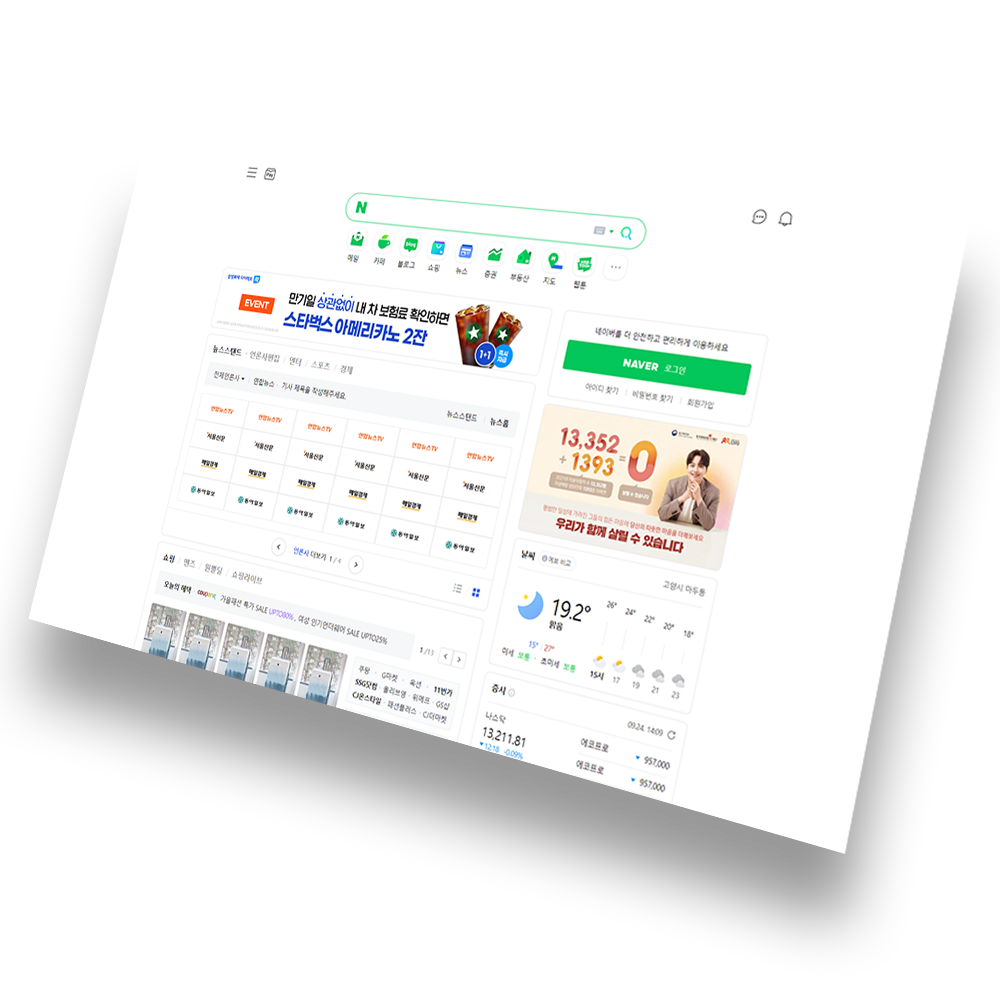 Pay
N
메일
카페
블로그
쇼핑
뉴스
증권
부동산
지도
웹툰
blog
EVENT
만기일 상관없이 내 차 보험료 확인하면
스타벅스 아메리카노 2잔
1+1
즉시
지급
네이버를 더 안전하고 편리하게 이용하세요
NAVER 로그인
아이디 찾기
비밀번호 찾기
회원가입
뉴스스탠드 · 언론사편집 / 엔터 / 스포츠 / 경제
전체언론사 연합뉴스 · 기사 제목을 작성해주세요.
뉴스스탠드 뉴스홈
연합뉴스TV 연합뉴스TV 연합뉴스TV 연합뉴스TV 연합뉴스TV 연합뉴스TV
서울신문 서울신문 서울신문 서울신문 서울신문 서울신문
매일경제 매일경제 매일경제 매일경제 매일경제 매일경제
동아일보 동아일보 동아일보 동아일보 동아일보 동아일보
언론사 더보기 1 / 4
13,352
+ 1393 = 0
우리가 함께 살릴 수 있습니다
날씨
예보 비교
고양시 마두동
19.2°
맑음
15° 27°
미세 보통 · 초미세 보통
26° 24° 22° 20° 18°
15시 17 19 21 23
쇼핑 / 맨즈 / 원쁠딜 / 쇼핑라이브
오늘의 혜택 coupang 가을패션 특가 SALE UPTO80%, 여성 인기언더웨어 SALE UPTO25%
1 /15
쿠팡 · G마켓 · 옥션 · 11번가
SSG닷컴 · 올리브영 · 위메프 · GS샵
CJ온스타일 · 패션플러스 · CJ더마켓
증시
09.24. 14:09
나스닥
13,211.81
▼12.18 -0.09%
에코프로 ▼ 957,000
에코프로 ▼ 957,000